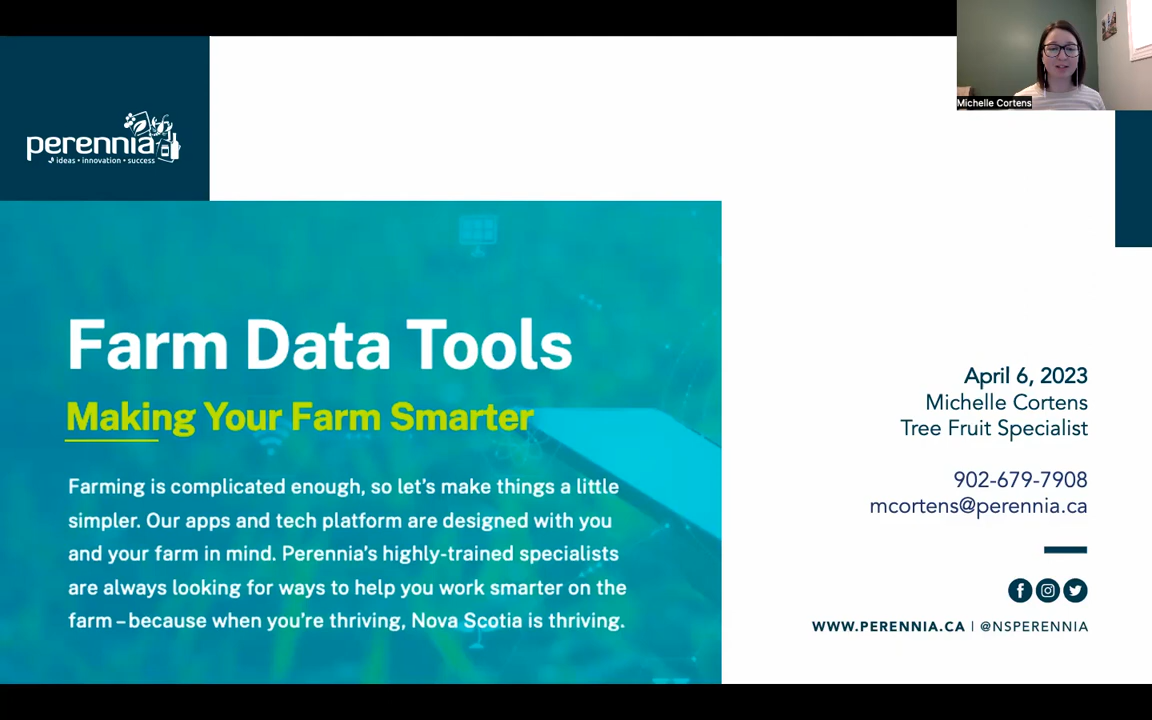 Michelle Cortens
perennia
ideas • innovation • success
Farm Data Tools
Making Your Farm Smarter
Farming is complicated enough, so let's make things a little
simpler. Our apps and tech platform are designed with you
and your farm in mind. Perennia's highly-trained specialists
are always looking for ways to help you work smarter on the
farm – because when you're thriving, Nova Scotia is thriving.
April 6, 2023
Michelle Cortens
Tree Fruit Specialist
902-679-7908
mcortens@perennia.ca
WWW.PERENNIA.CA | @NSPERENNIA